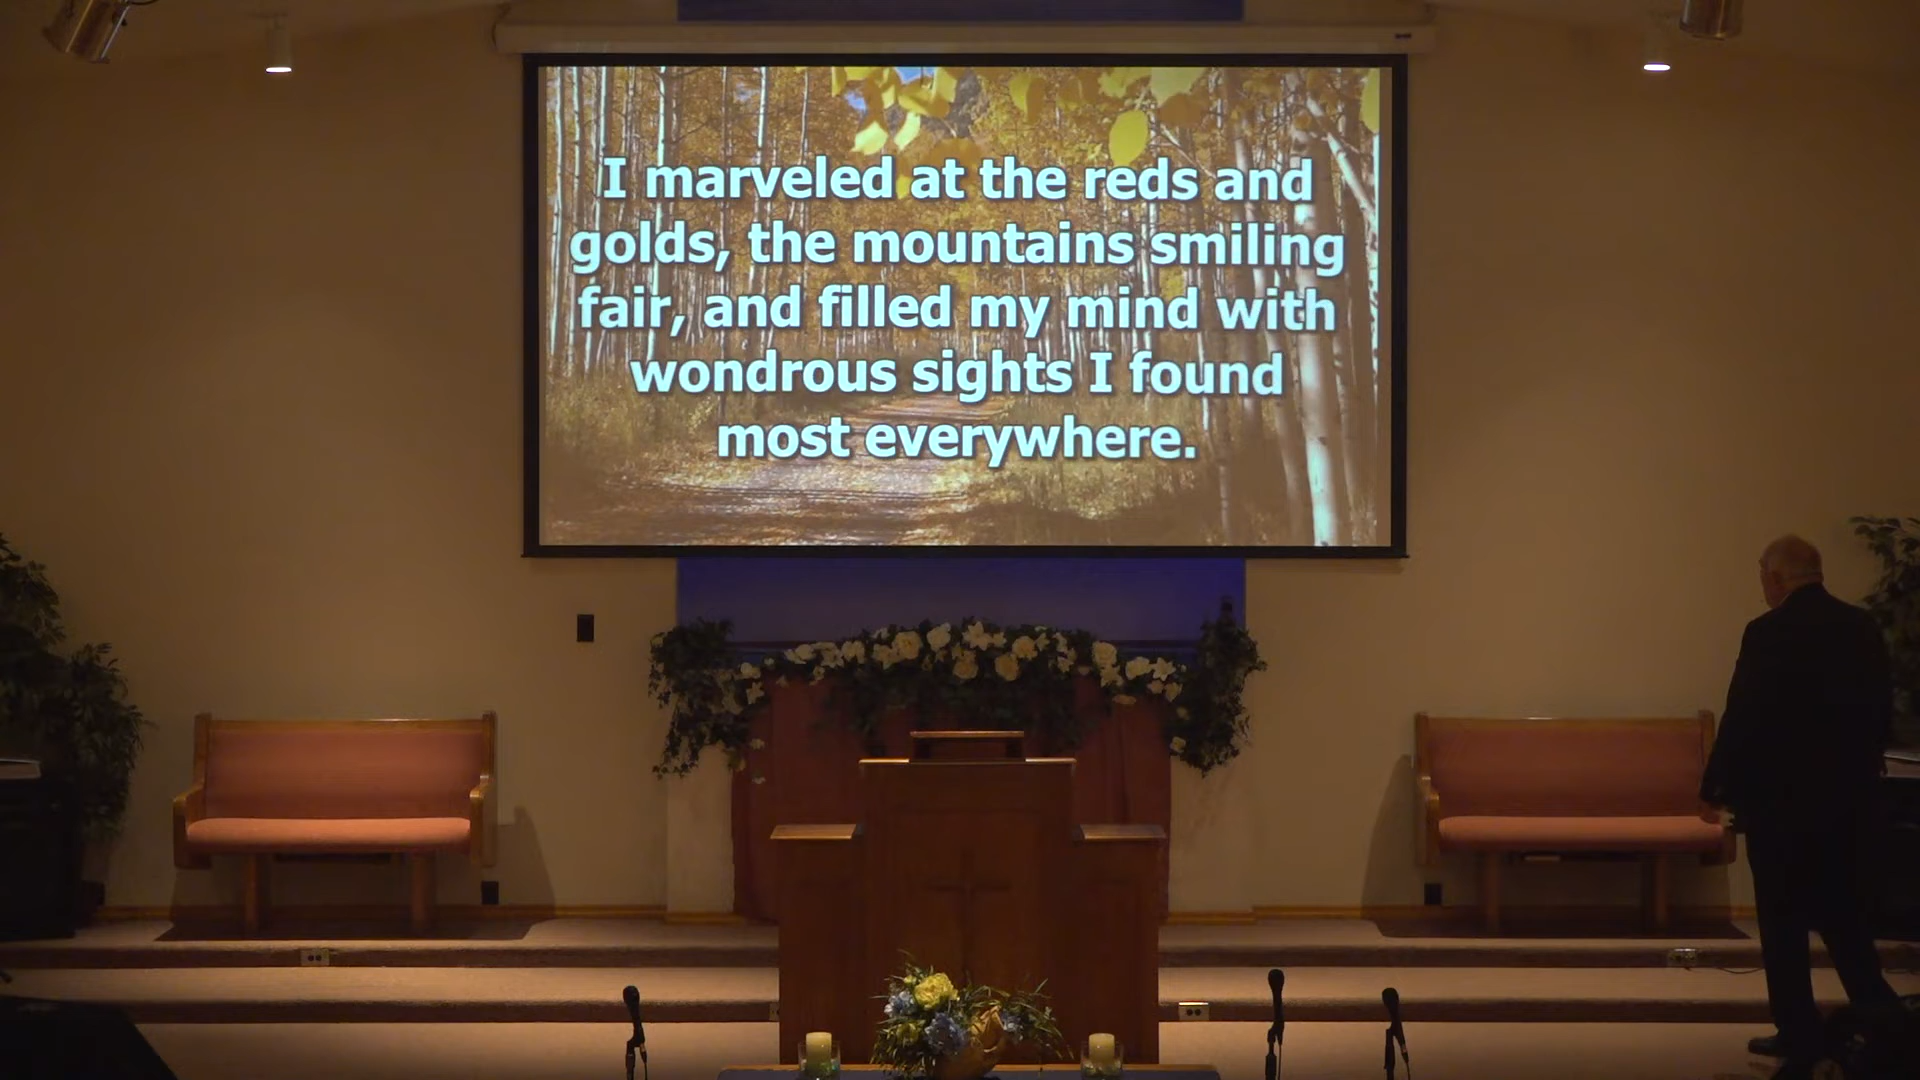 I marveled at the reds and
golds, the mountains smiling
fair, and filled my mind with
wondrous sights I found
most everywhere.